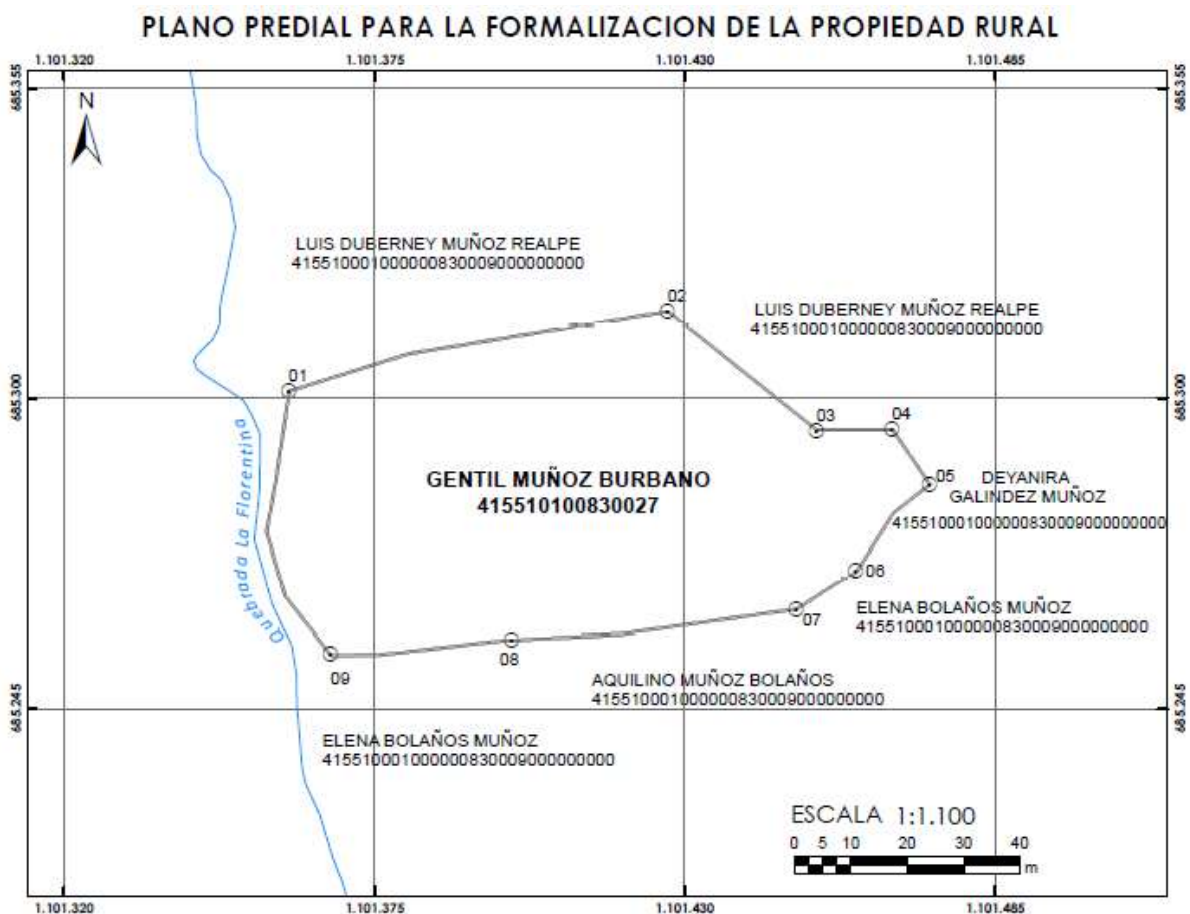 PLANO PREDIAL PARA LA FORMALIZACION DE LA PROPIEDAD RURAL
1.101.320 1.101.375 1.101.430 1.101.485
685.355 685.355
N
LUIS DUBERNEY MUÑOZ REALPE
415510001000000830009000000000
02
LUIS DUBERNEY MUÑOZ REALPE
415510001000000830009000000000
01
685.300 685.300
03 04
Quebrada La Florentina
GENTIL MUÑOZ BURBANO
415510100830027
05
DEYANIRA
GALINDEZ MUÑOZ
415510001000000830009000000000
06
07
ELENA BOLAÑOS MUÑOZ
415510001000000830009000000000
08
09
AQUILINO MUÑOZ BOLAÑOS
415510001000000830009000000000
685.245 685.245
ELENA BOLAÑOS MUÑOZ
415510001000000830009000000000
ESCALA 1:1.100
0 5 10 20 30 40
m
1.101.320 1.101.375 1.101.430 1.101.485